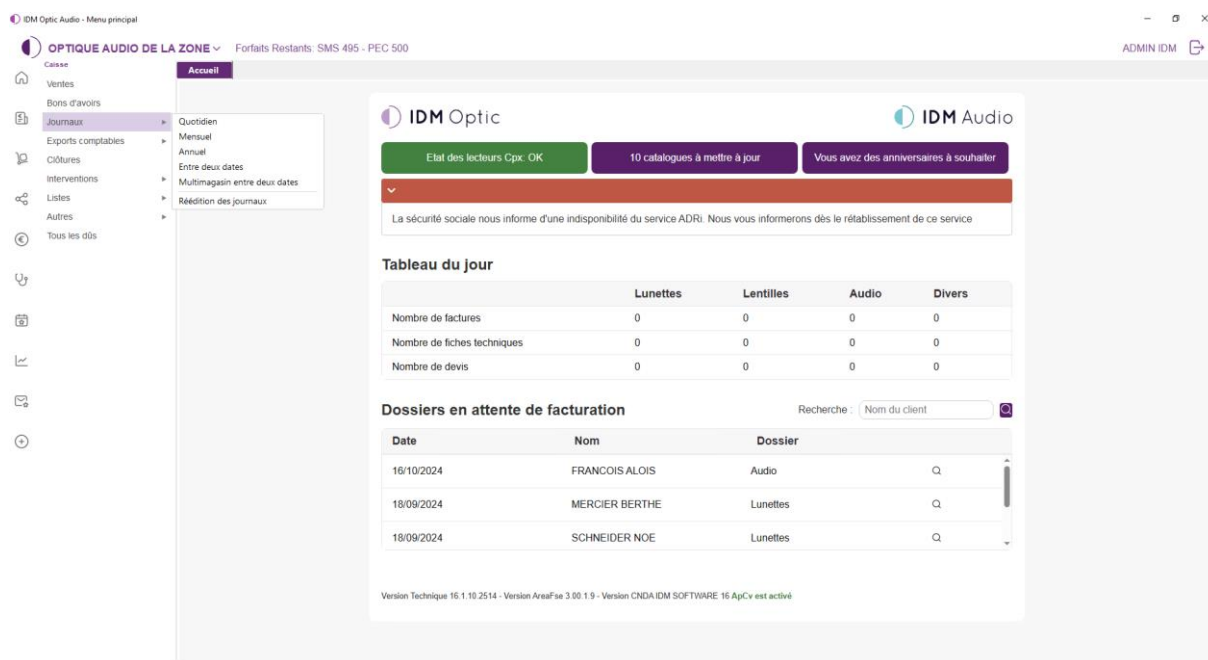 IDM Optic Audio - Menu principal
OPTIQUE AUDIO DE LA ZONE Forfaits Restants: SMS 495 - PEC 500
ADMIN IDM
Caisse
Ventes
Bons d'avoirs
Journaux
Exports comptables
Clôtures
Interventions
Listes
Autres
Tous les dûs
Quotidien
Mensuel
Annuel
Entre deux dates
Multimagasin entre deux dates
Réédition des journaux
Accueil
IDM Optic
IDM Audio
Etat des lecteurs Cpx: OK
10 catalogues à mettre à jour
Vous avez des anniversaires à souhaiter
La sécurité sociale nous informe d'une indisponibilité du service ADRi. Nous vous informerons dès le rétablissement de ce service
Tableau du jour
Lunettes Lentilles Audio Divers
Nombre de factures 0 0 0 0
Nombre de fiches techniques 0 0 0 0
Nombre de devis 0 0 0 0
Dossiers en attente de facturation
Recherche : Nom du client
Date Nom Dossier
16/10/2024 FRANCOIS ALOIS Audio
18/09/2024 MERCIER BERTHE Lunettes
18/09/2024 SCHNEIDER NOE Lunettes
Version Technique 16.1.10.2514 - Version AreaFse 3.00.1.9 - Version CNDA IDM SOFTWARE 16 ApCv est activé